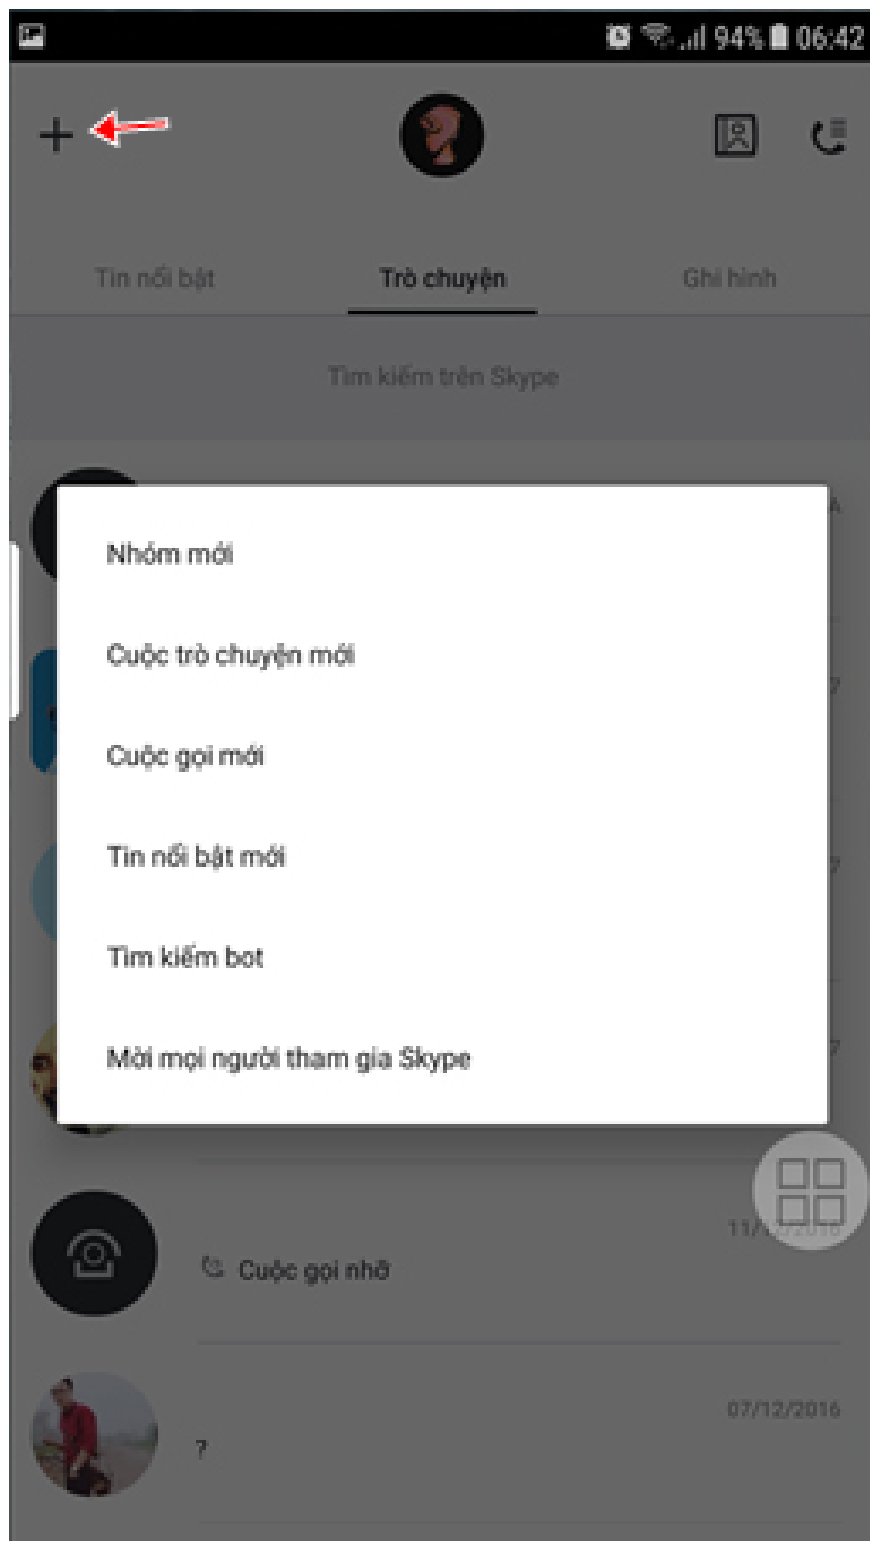 94% 06:42
Tin nổi bật Trò chuyện Ghi hình
Tìm kiếm trên Skype
Nhóm mới
Cuộc trò chuyện mới
Cuộc gọi mới
Tin nổi bật mới
Tìm kiếm bot
Mời mọi người tham gia Skype
Cuộc gọi nhỡ
07/12/2016
?